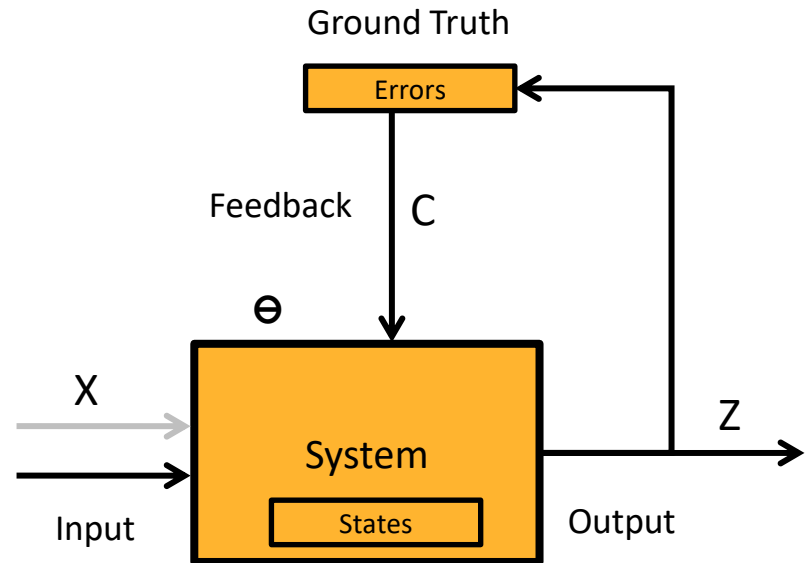 Ground Truth
Errors
Feedback
C
Ө
X
Z
System
States
Input
Output